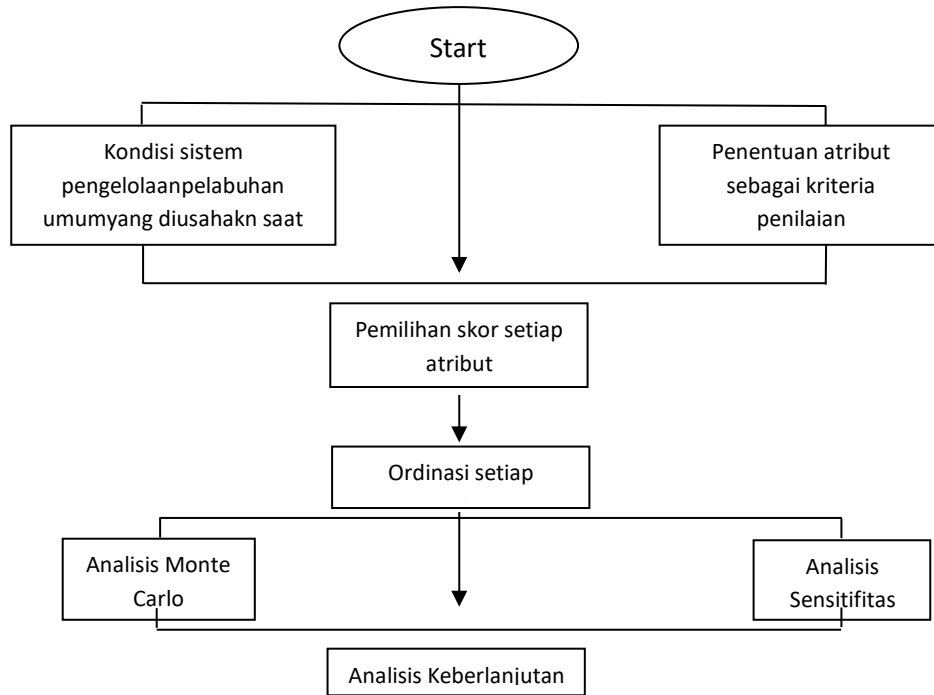 Start
Kondisi sistem
pengelolaanpelabuhan
umumyang diusahakn saat
Penentuan atribut
sebagai kriteria
penilaian
Pemilihan skor setiap
atribut
Ordinasi setiap
Analisis Monte
Carlo
Analisis
Sensitifitas
Analisis Keberlanjutan